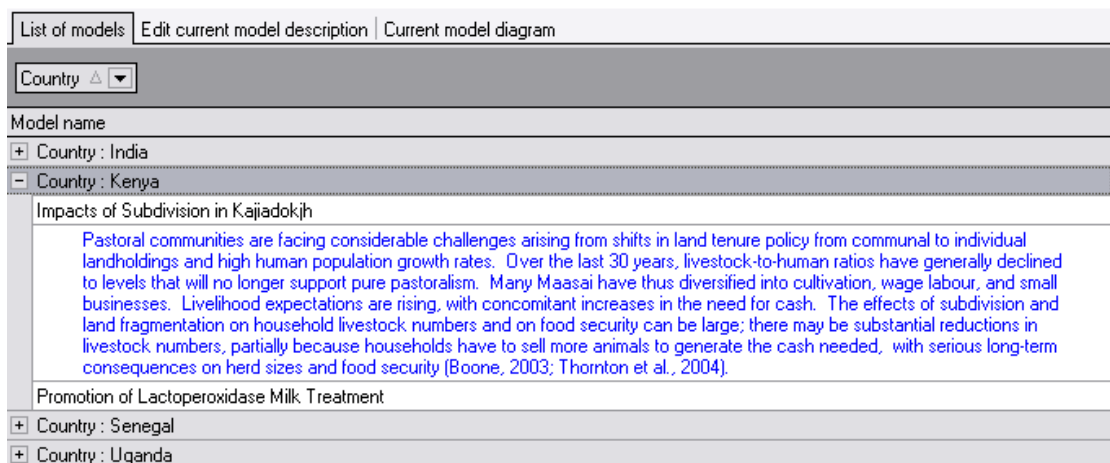 List of models Edit current model description Current model diagram
Country
Model name
Country : India
Country : Kenya
Impacts of Subdivision in Kajiadokjh
Pastoral communities are facing considerable challenges arising from shifts in land tenure policy from communal to individual
landholdings and high human population growth rates.  Over the last 30 years, livestock-to-human ratios have generally declined
to levels that will no longer support pure pastoralism.  Many Maasai have thus diversified into cultivation, wage labour, and small
businesses.  Livelihood expectations are rising, with concomitant increases in the need for cash.  The effects of subdivision and
land fragmentation on household livestock numbers and on food security can be large; there may be substantial reductions in
livestock numbers, partially because households have to sell more animals to generate the cash needed,  with serious long-term
consequences on herd sizes and food security (Boone, 2003; Thornton et al., 2004).
Promotion of Lactoperoxidase Milk Treatment
Country : Senegal
Country : Uganda